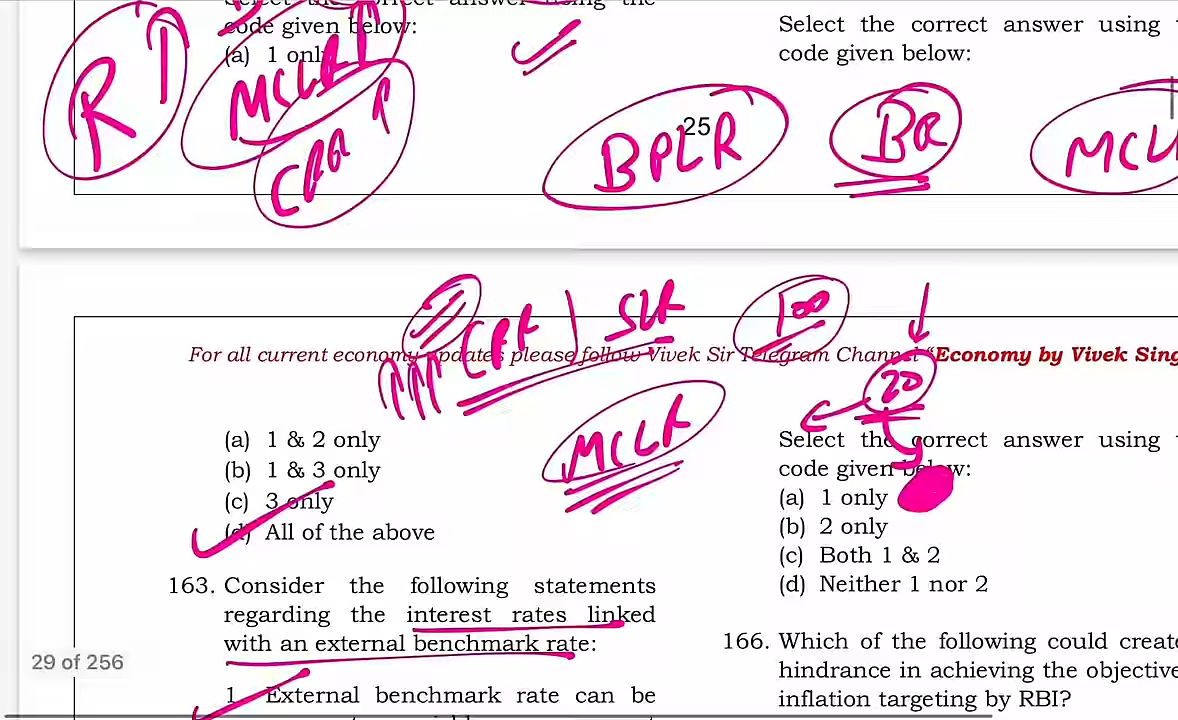 code given below:
(a) 1 only
R
MCLR
CRR
Select the correct answer using
code given below:
25
BPLR
BR
MCL
CRR
SLR
100
20
MCLR
For all current economy updates please follow Vivek Sir Telegram Channel "Economy by Vivek Sing
(a) 1 & 2 only
(b) 1 & 3 only
(c) 3 only
(d) All of the above
163. Consider the following statements
regarding the interest rates linked
with an external benchmark rate:
1 External benchmark rate can be
Select the correct answer using
code given below:
(a) 1 only
(b) 2 only
(c) Both 1 & 2
(d) Neither 1 nor 2
166. Which of the following could create
hindrance in achieving the objective
inflation targeting by RBI?
29 of 256